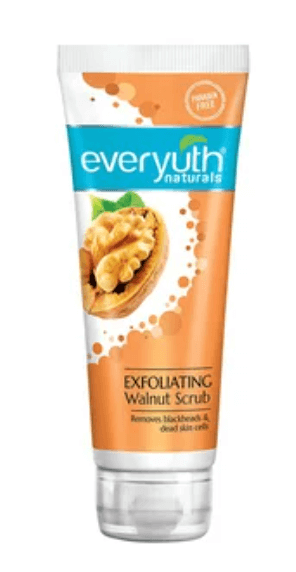 PARABEN
FREE
everyuth®
naturals
EXFOLIATING
Walnut Scrub
Removes blackheads &
dead skin cells